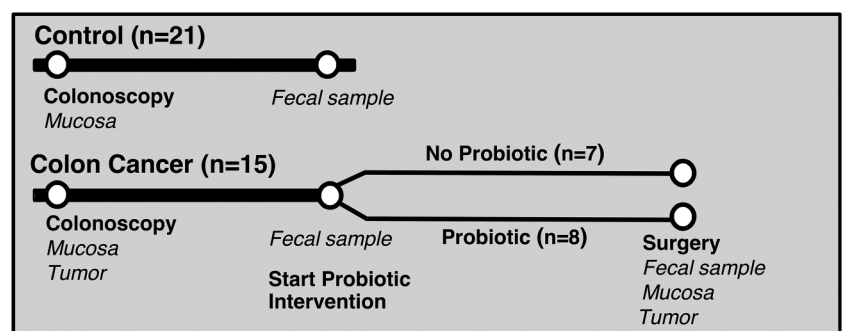 Control (n=21)
Colonoscopy
Mucosa
Fecal sample
Colon Cancer (n=15)
No Probiotic (n=7)
Probiotic (n=8)
Colonoscopy
Mucosa
Tumor
Fecal sample
Start Probiotic
Intervention
Surgery
Fecal sample
Mucosa
Tumor